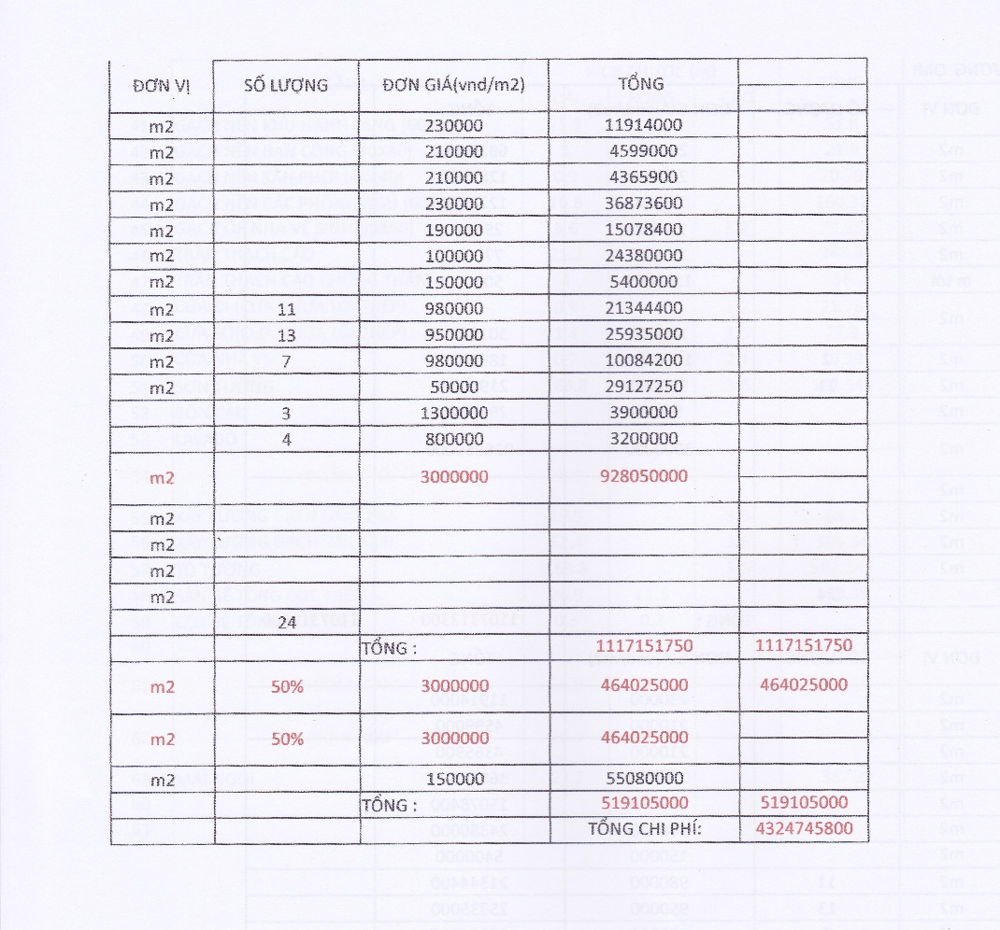 ĐƠN VỊ SỐ LƯỢNG ĐƠN GIÁ(vnd/m2) TỔNG
m2 230000 11914000
m2 210000 4599000
m2 210000 4365900
m2 230000 36873600
m2 190000 15078400
m2 100000 24380000
m2 150000 5400000
m2 11 980000 21344400
m2 13 950000 25935000
m2 7 980000 10084200
m2 50000 29127250
3 1300000 3900000
4 800000 3200000
m2 3000000 928050000
m2
m2
m2
m2
24
TỔNG : 1117151750 1117151750
m2 50% 3000000 464025000 464025000
m2 50% 3000000 464025000
m2 150000 55080000
TỔNG : 519105000 519105000
TỔNG CHI PHÍ: 4324745800